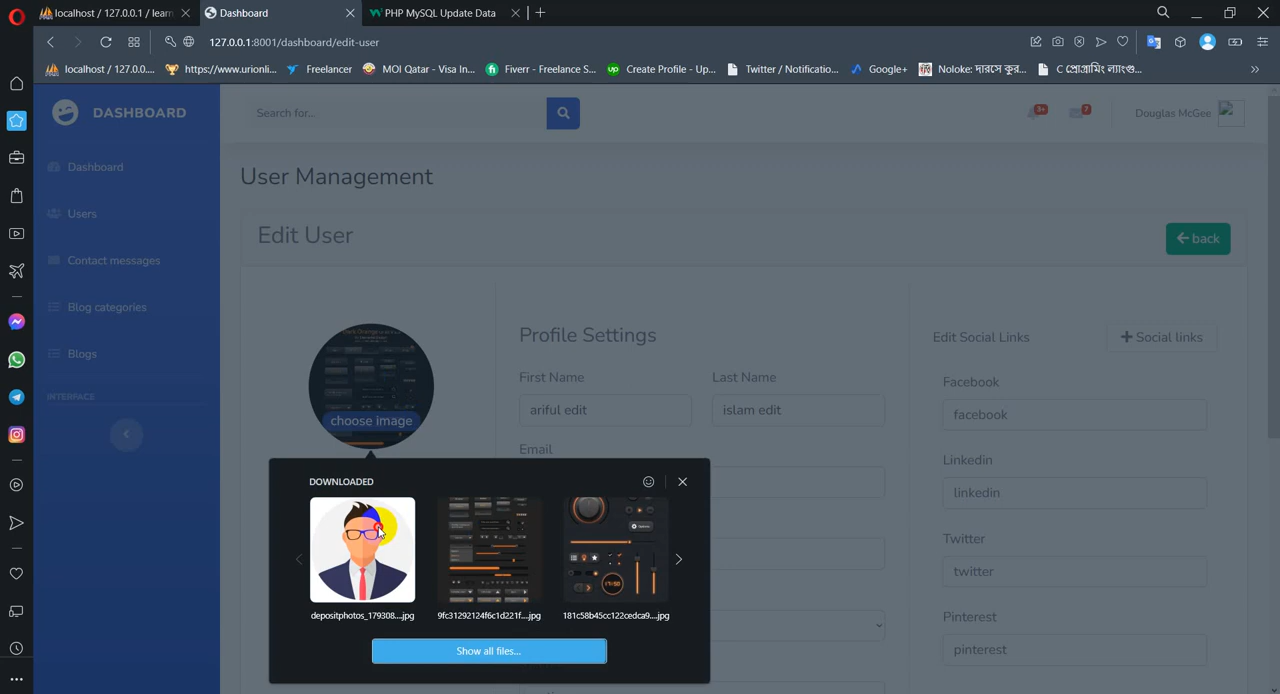 localhost / 127.0.0.1 / learn
Dashboard
PHP MySQL Update Data
127.0.0.1:8001/dashboard/edit-user
localhost / 127.0.0....
https://www.urionli...
Freelancer
MOI Qatar - Visa In...
Fiverr - Freelance S...
Create Profile - Up...
Twitter / Notificatio...
Google+
Noloke: দারসে কুর...
C প্রোগ্রামিং ল্যাংগু...
DASHBOARD
Search for...
3+
7
Douglas McGee
Dashboard
Users
Contact messages
Blog categories
Blogs
INTERFACE
User Management
Edit User
back
choose image
Profile Settings
First Name
Last Name
ariful edit
islam edit
Email
Edit Social Links
Social links
Facebook
facebook
Linkedin
linkedin
Twitter
twitter
Pinterest
pinterest
DOWNLOADED
depositphotos_179308....jpg
9fc31292124f6c1d221f....jpg
181c58b45cc122cedca9....jpg
Show all files...